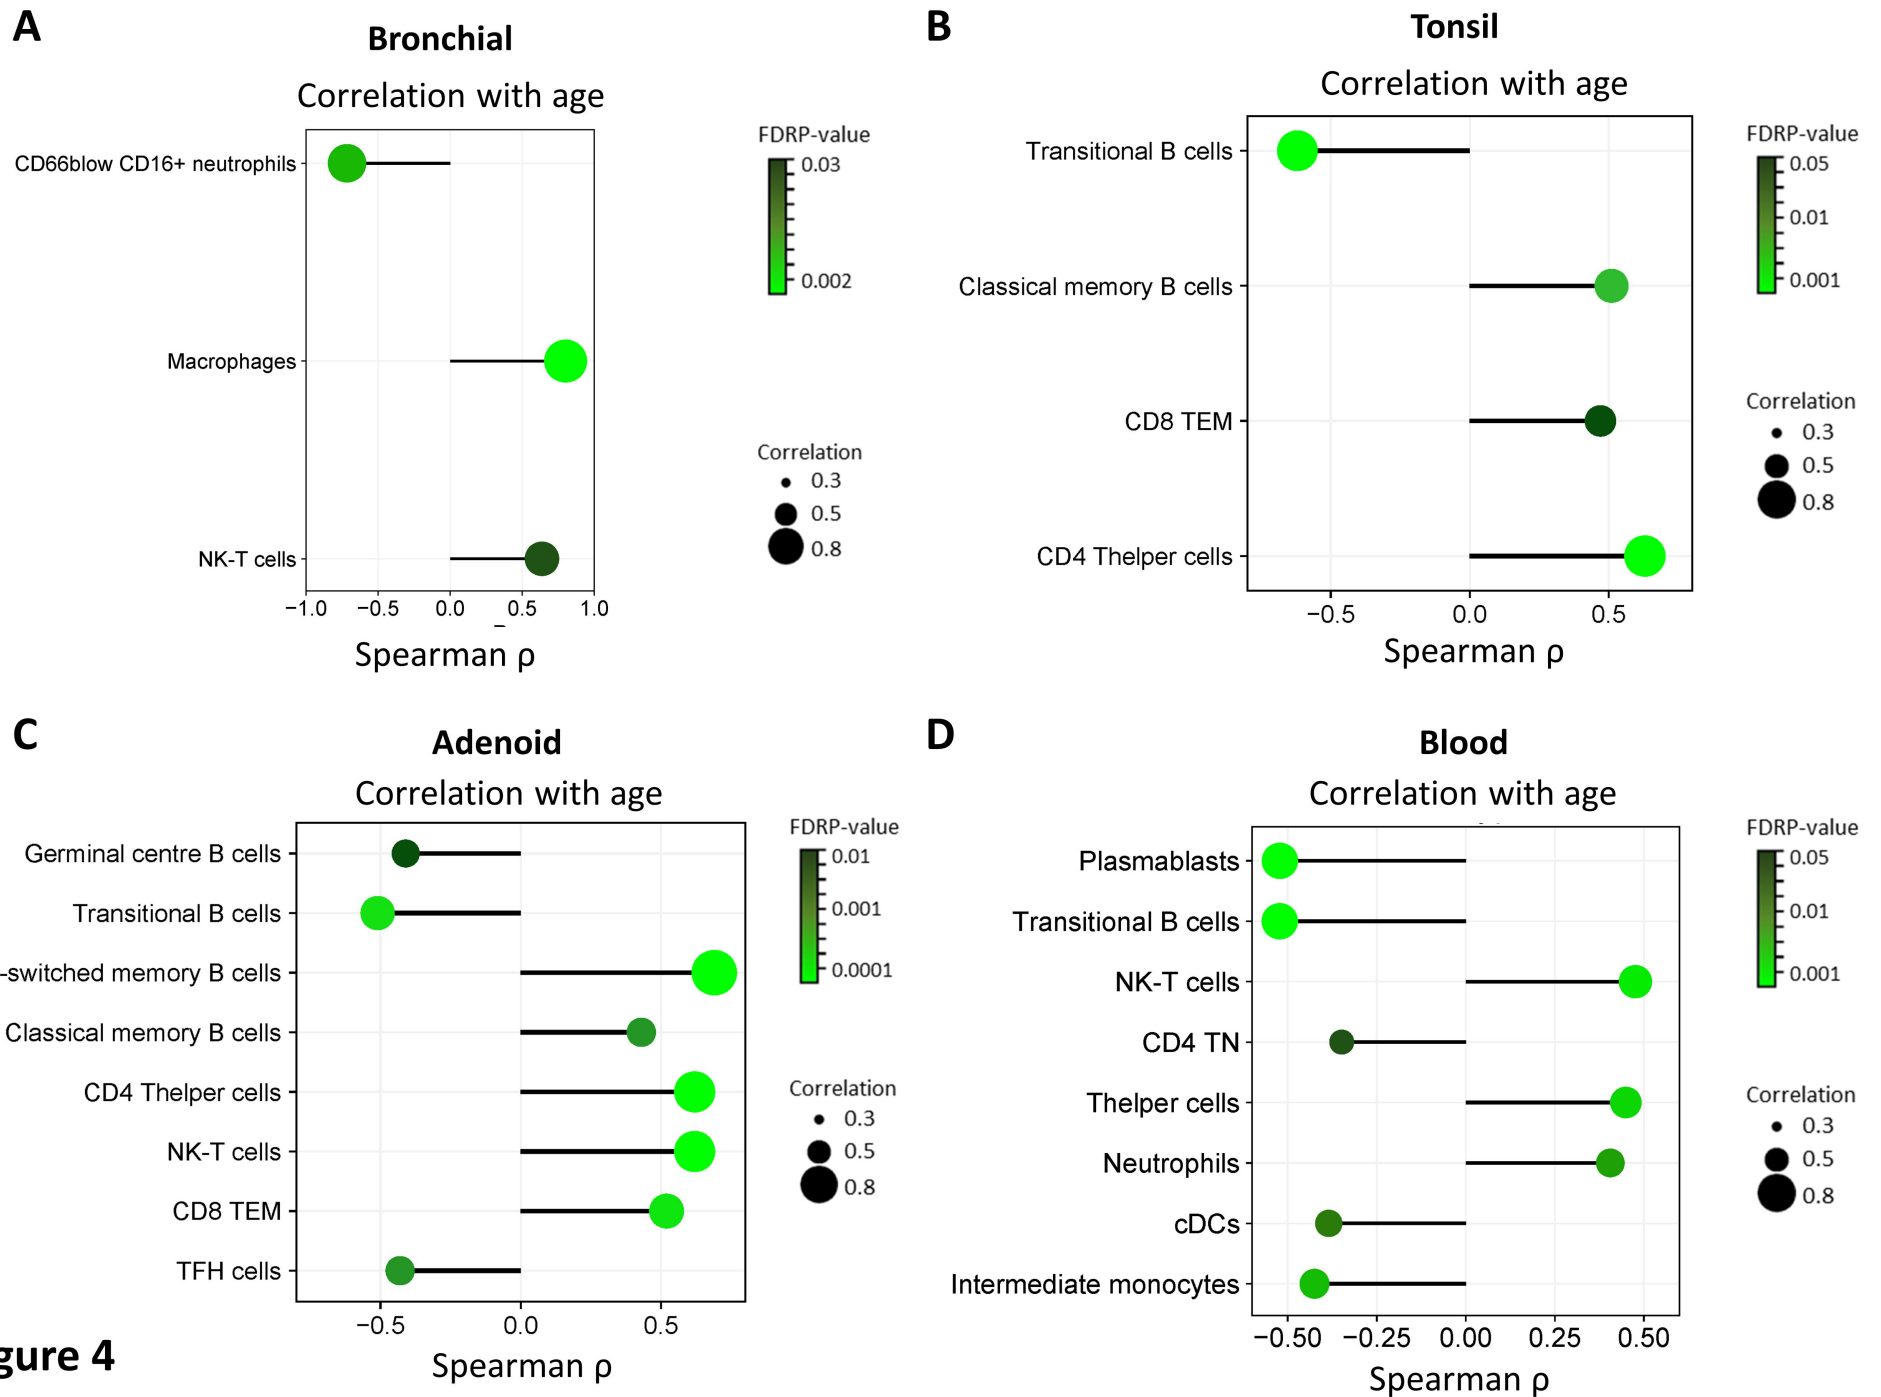 A
Bronchial
Correlation with age
CD66blow CD16+ neutrophils
Macrophages
NK-T cells
−1.0 −0.5 0.0 0.5 1.0
Spearman ρ
FDRP-value
0.03
0.002
Correlation
0.3
0.5
0.8
B
Tonsil
Correlation with age
Transitional B cells
Classical memory B cells
CD8 TEM
CD4 Thelper cells
−0.5 0.0 0.5
Spearman ρ
FDRP-value
0.05
0.01
0.001
Correlation
0.3
0.5
0.8
C
Adenoid
Correlation with age
Germinal centre B cells
Transitional B cells
-switched memory B cells
Classical memory B cells
CD4 Thelper cells
NK-T cells
CD8 TEM
TFH cells
−0.5 0.0 0.5
Spearman ρ
FDRP-value
0.01
0.001
0.0001
Correlation
0.3
0.5
0.8
D
Blood
Correlation with age
Plasmablasts
Transitional B cells
NK-T cells
CD4 TN
Thelper cells
Neutrophils
cDCs
Intermediate monocytes
−0.50 −0.25 0.00 0.25 0.50
Spearman ρ
FDRP-value
0.05
0.01
0.001
Correlation
0.3
0.5
0.8
gure 4